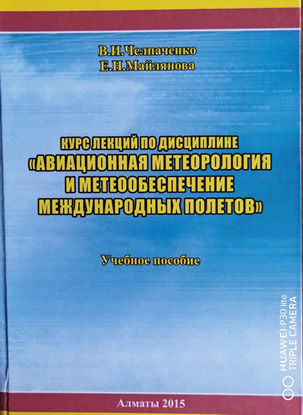 В.И.Челпаченко
Е.Н.Майлянова
КУРС ЛЕКЦИЙ ПО ДИСЦИПЛИНЕ
«АВИАЦИОННАЯ МЕТЕОРОЛОГИЯ
И МЕТЕООБЕСПЕЧЕНИЕ
МЕЖДУНАРОДНЫХ ПОЛЕТОВ»
Учебное пособие
Алматы 2015
HUAWEI P30 lite
TRIPLE CAMERA